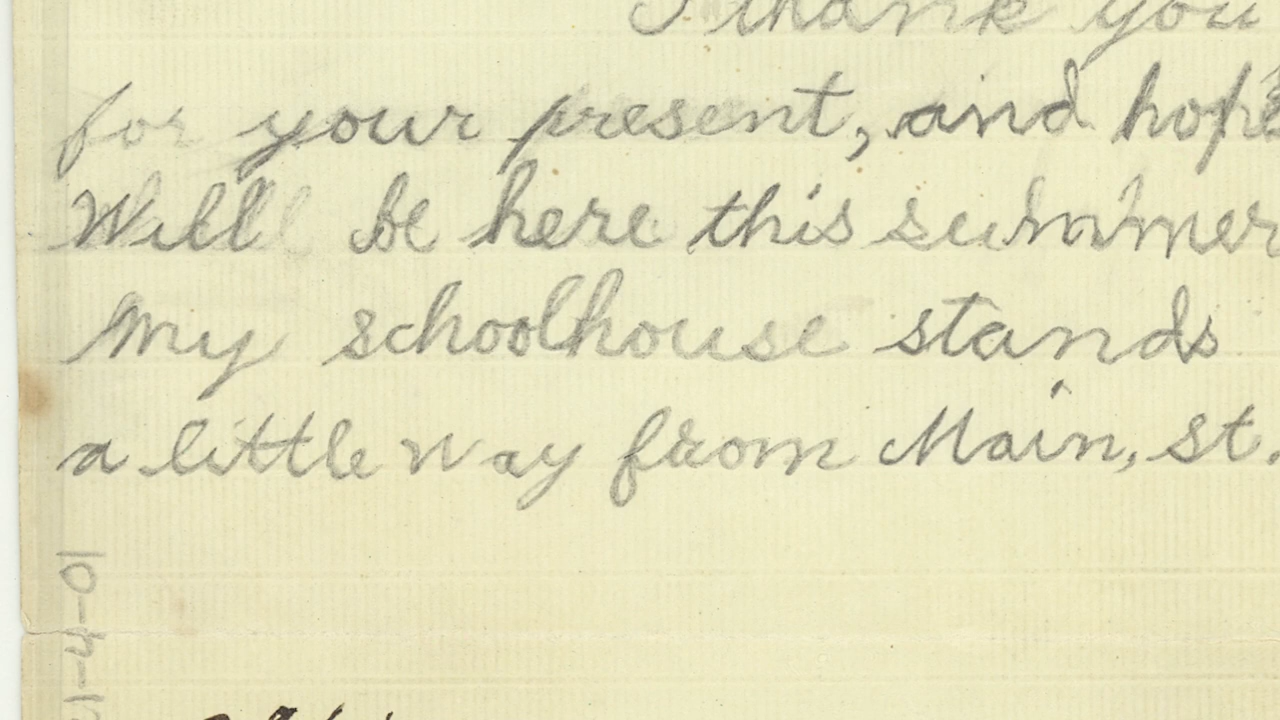 I thank you
for your present, and hope
Will be here this summer
My schoolhouse stands
a little way from Main, st.